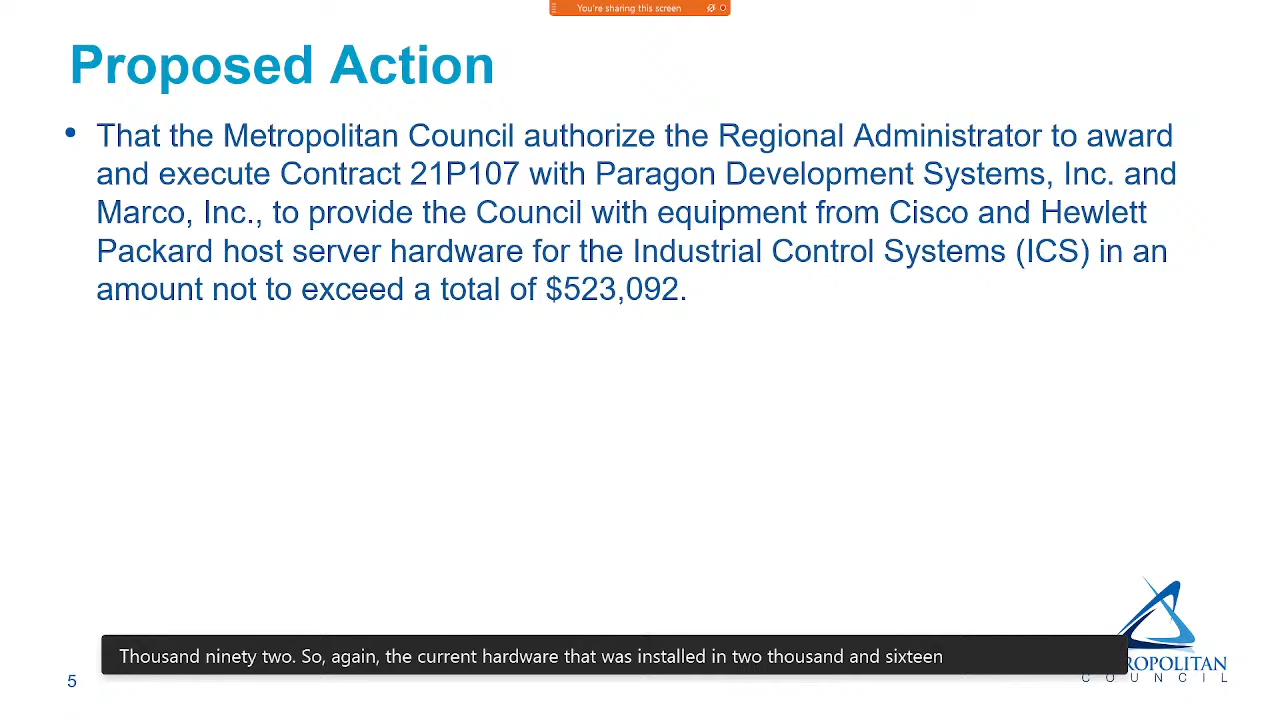 You're sharing this screen
Proposed Action
• That the Metropolitan Council authorize the Regional Administrator to award
and execute Contract 21P107 with Paragon Development Systems, Inc. and
Marco, Inc., to provide the Council with equipment from Cisco and Hewlett
Packard host server hardware for the Industrial Control Systems (ICS) in an
amount not to exceed a total of $523,092.
Thousand ninety two. So, again, the current hardware that was installed in two thousand and sixteen
ROPOLITAN
COUNCIL
5